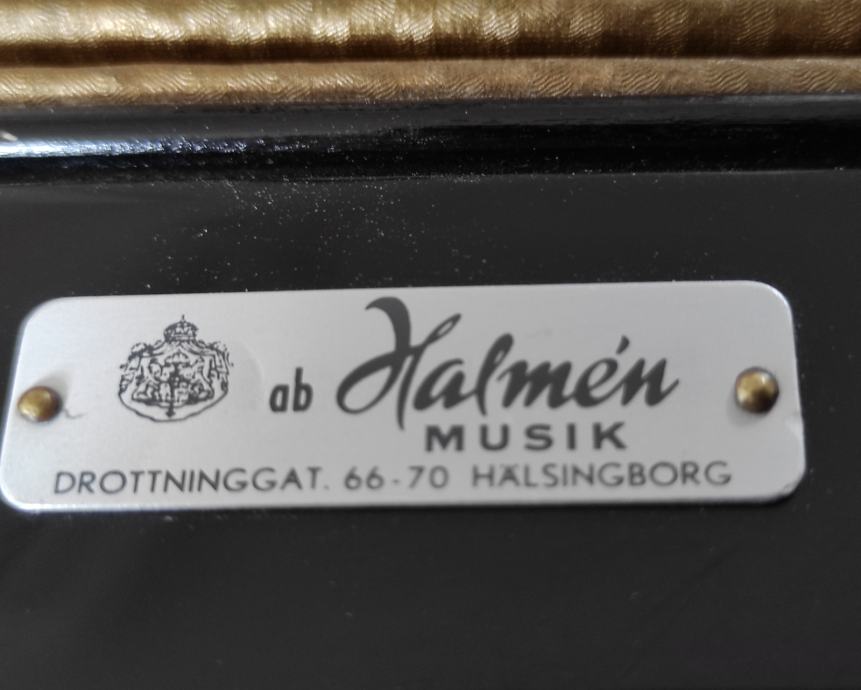 ab Halmén
MUSIK
DROTTNINGGAT. 66-70 HÄLSINGBORG